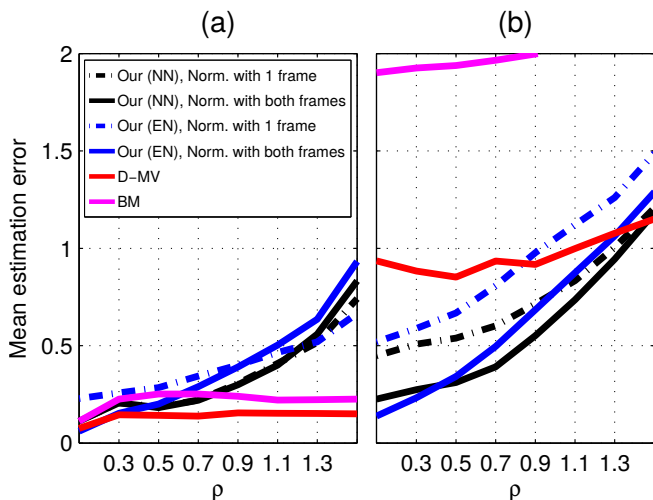 (a)
(b)
Mean estimation error
2
1.5
1
0.5
0
Our (NN), Norm. with 1 frame
Our (NN), Norm. with both frames
Our (EN), Norm. with 1 frame
Our (EN), Norm. with both frames
D−MV
BM
0.3 0.5 0.7 0.9 1.1 1.3
0.3 0.5 0.7 0.9 1.1 1.3
ρ
ρ